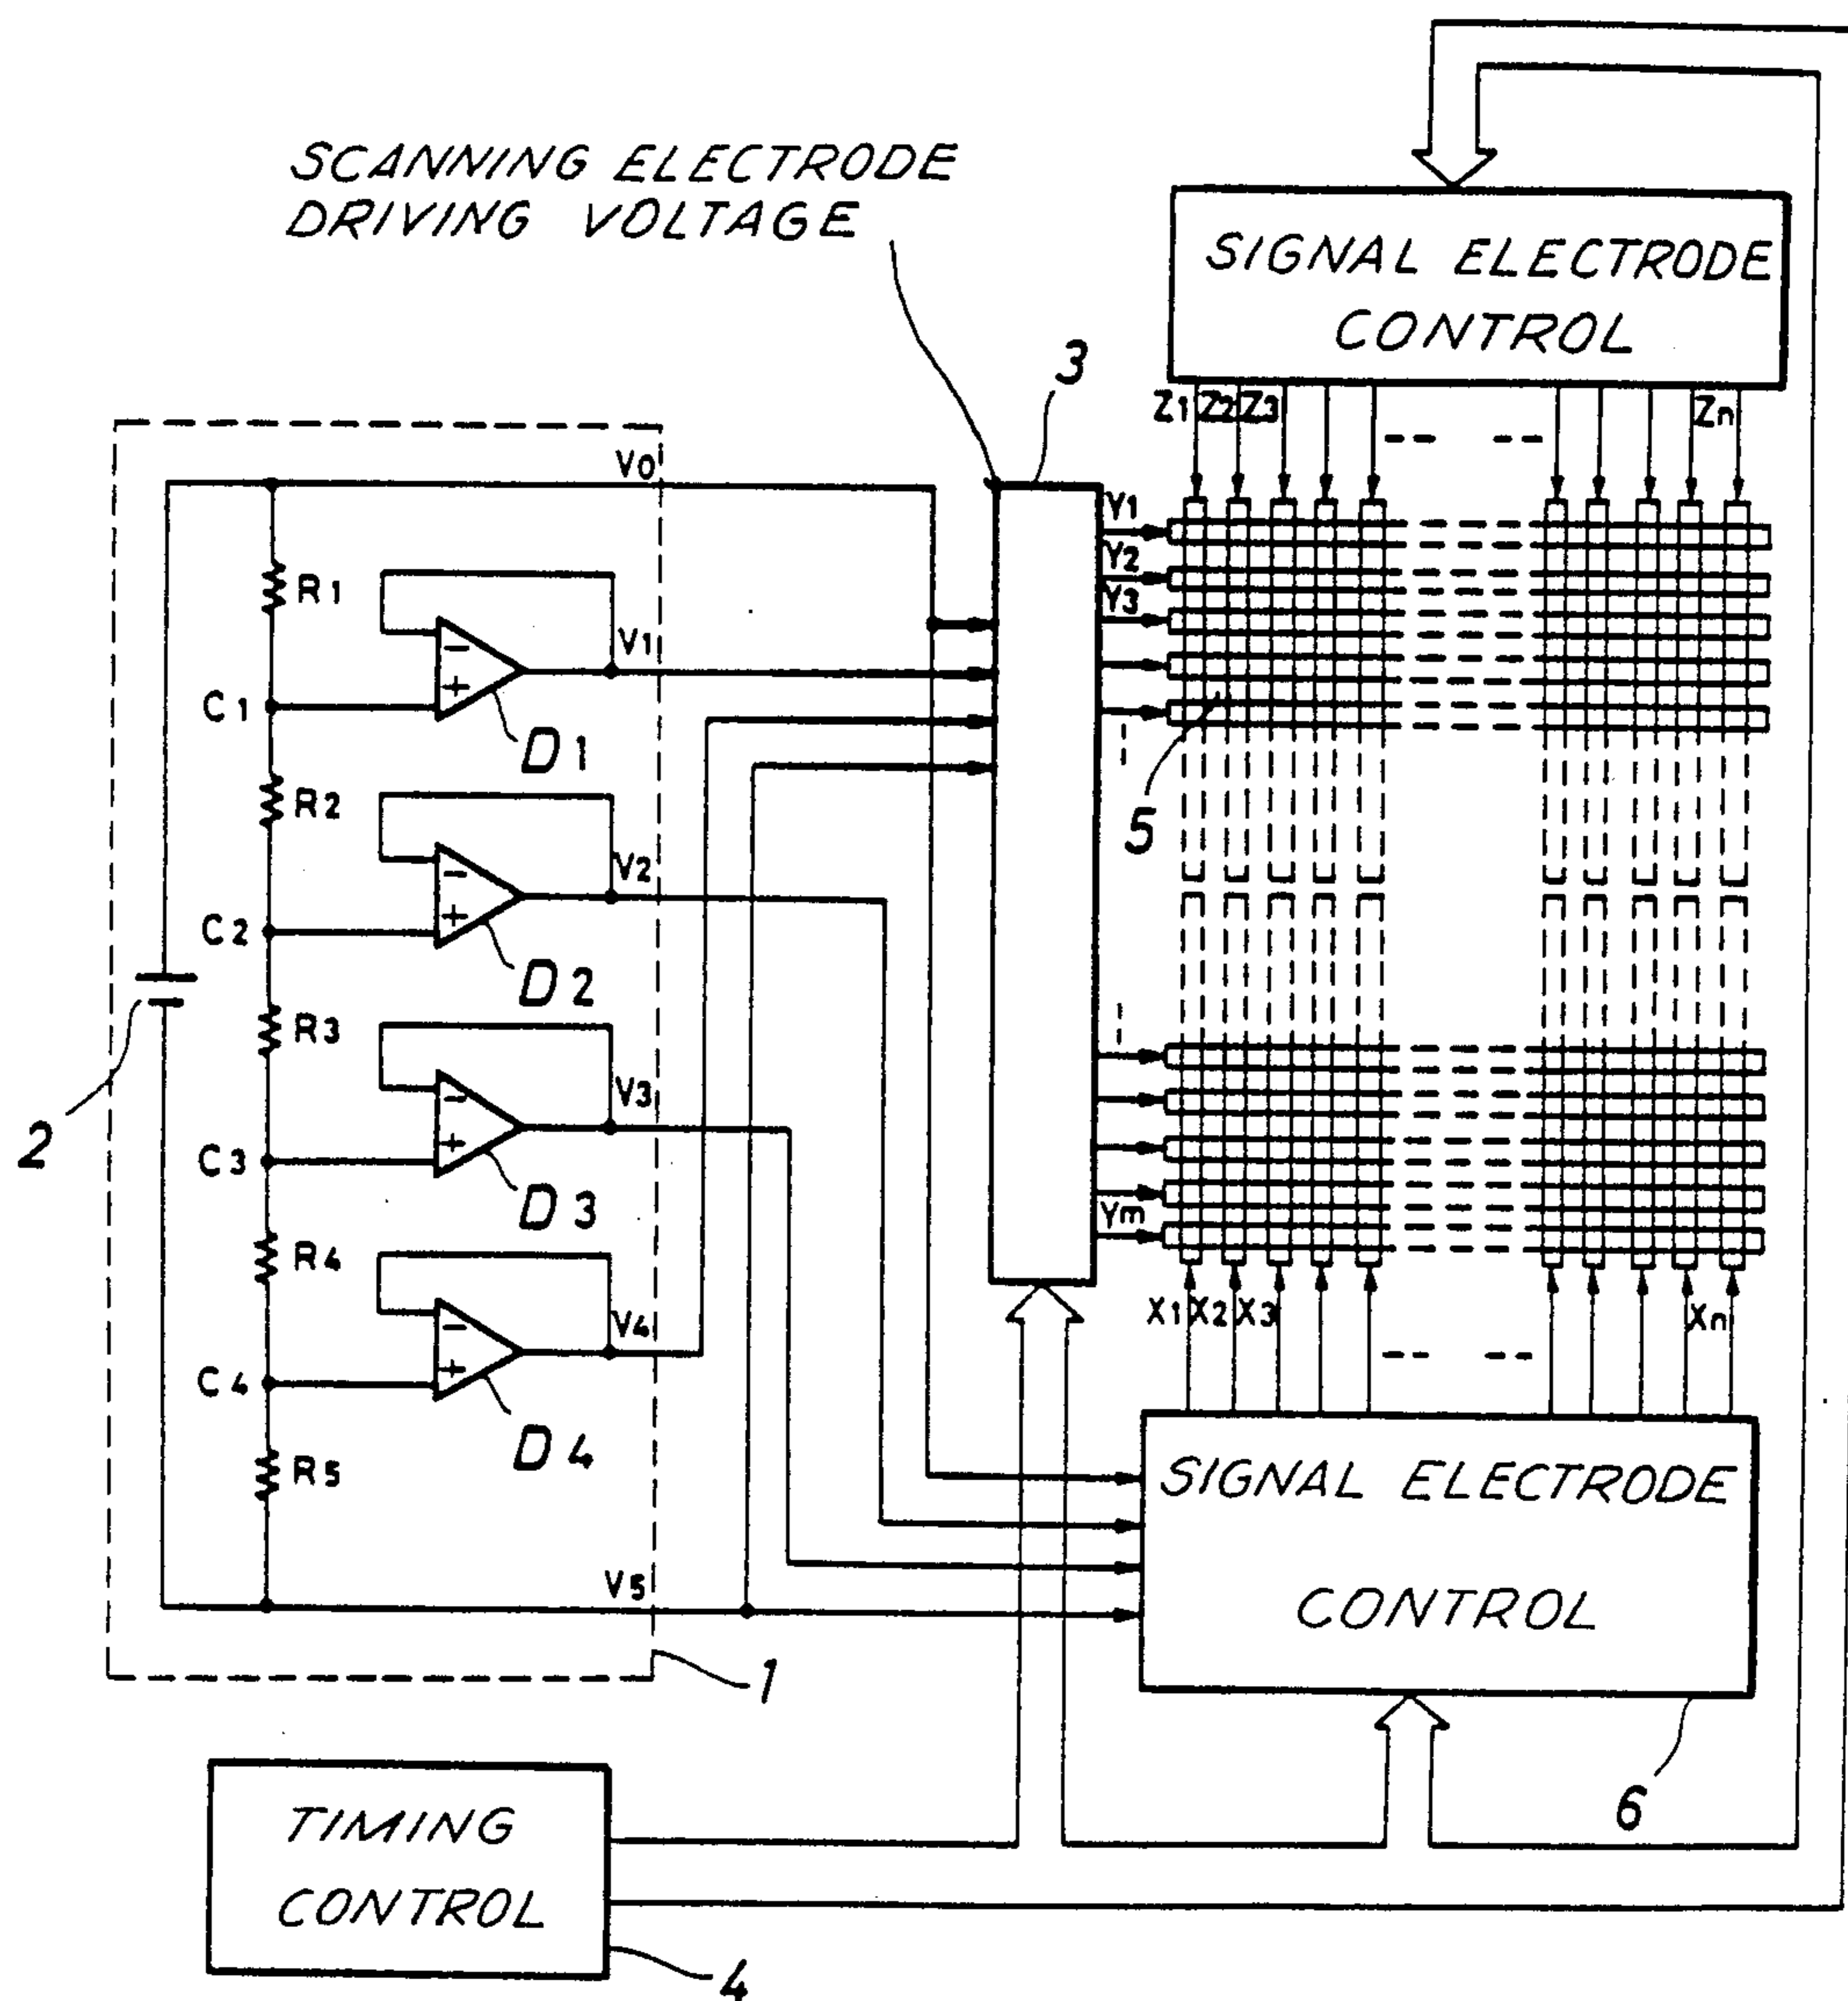 SCANNING ELECTRODE
DRIVING VOLTAGE
SIGNAL ELECTRODE
CONTROL
3
Z1 Z2 Z3
Zn
V0
Y1
Y2
Y3
R1
V1
−
+
C1
D1
R2
5
V2
−
+
C2
D2
2
R3
V3
−
+
C3
D3
Ym
R4
V4
−
+
X1 X2 X3
Xn
C4
D4
R5
SIGNAL ELECTRODE
CONTROL
V5
1
6
TIMING
CONTROL
4